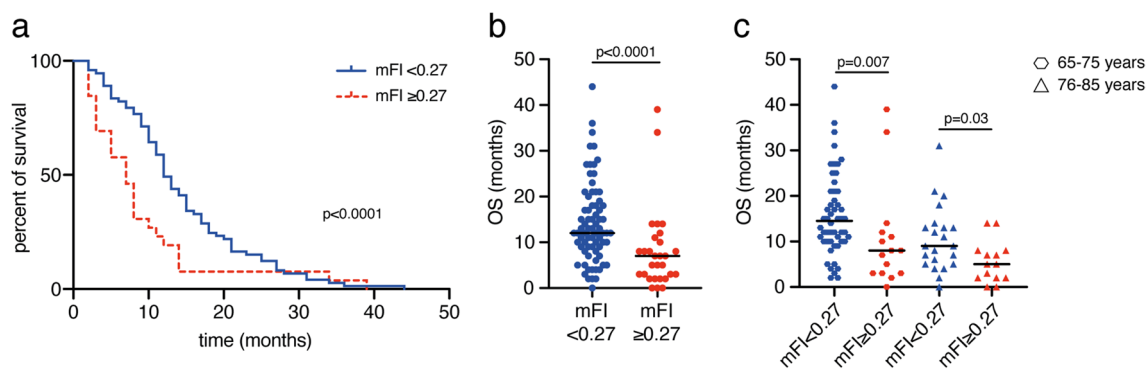 a
percent of survival
100
50
0
0 10 20 30 40 50
time (months)
mFI <0.27
mFI ≥0.27
p<0.0001
b
OS (months)
50
40
30
20
10
0
p<0.0001
mFI
<0.27
mFI
≥0.27
c
OS (months)
50
40
30
20
10
0
p=0.007
p=0.03
mFI<0.27
mFI≥0.27
mFI<0.27
mFI≥0.27
65-75 years
76-85 years